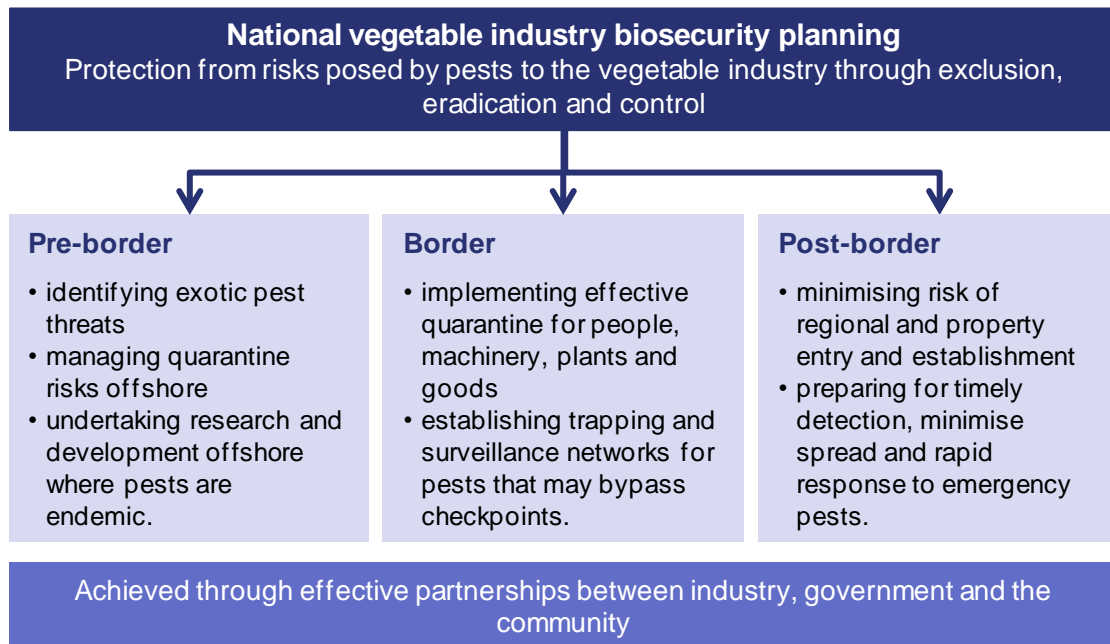 National vegetable industry biosecurity planning
Protection from risks posed by pests to the vegetable industry through exclusion,
eradication and control
Pre-border
• identifying exotic pest
threats
• managing quarantine
risks offshore
• undertaking research and
development offshore
where pests are
endemic.
Border
• implementing effective
quarantine for people,
machinery, plants and
goods
• establishing trapping and
surveillance networks for
pests that may bypass
checkpoints.
Post-border
• minimising risk of
regional and property
entry and establishment
• preparing for timely
detection, minimise
spread and rapid
response to emergency
pests.
Achieved through effective partnerships between industry, government and the
community